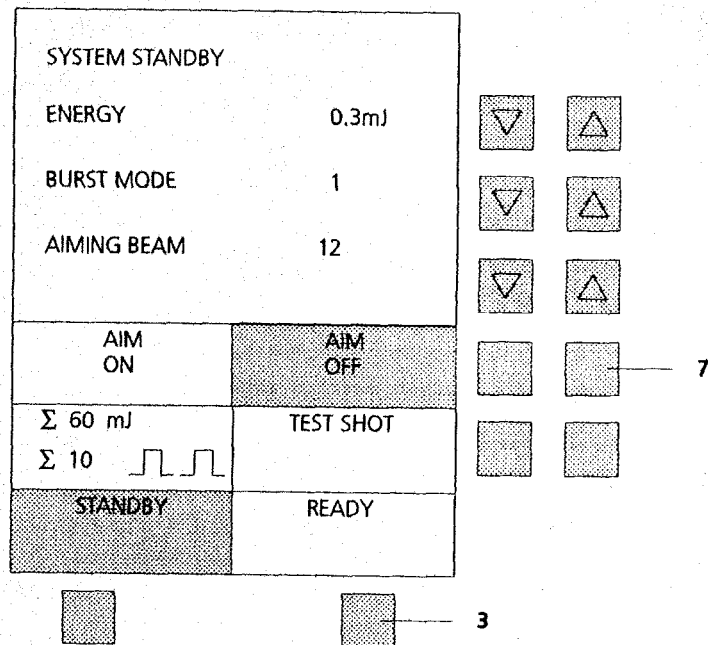 SYSTEM STANDBY
ENERGY 0.3mJ
BURST MODE 1
AIMING BEAM 12
AIM ON
AIM OFF
7
Σ 60 mJ
Σ 10
TEST SHOT
STANDBY
READY
3